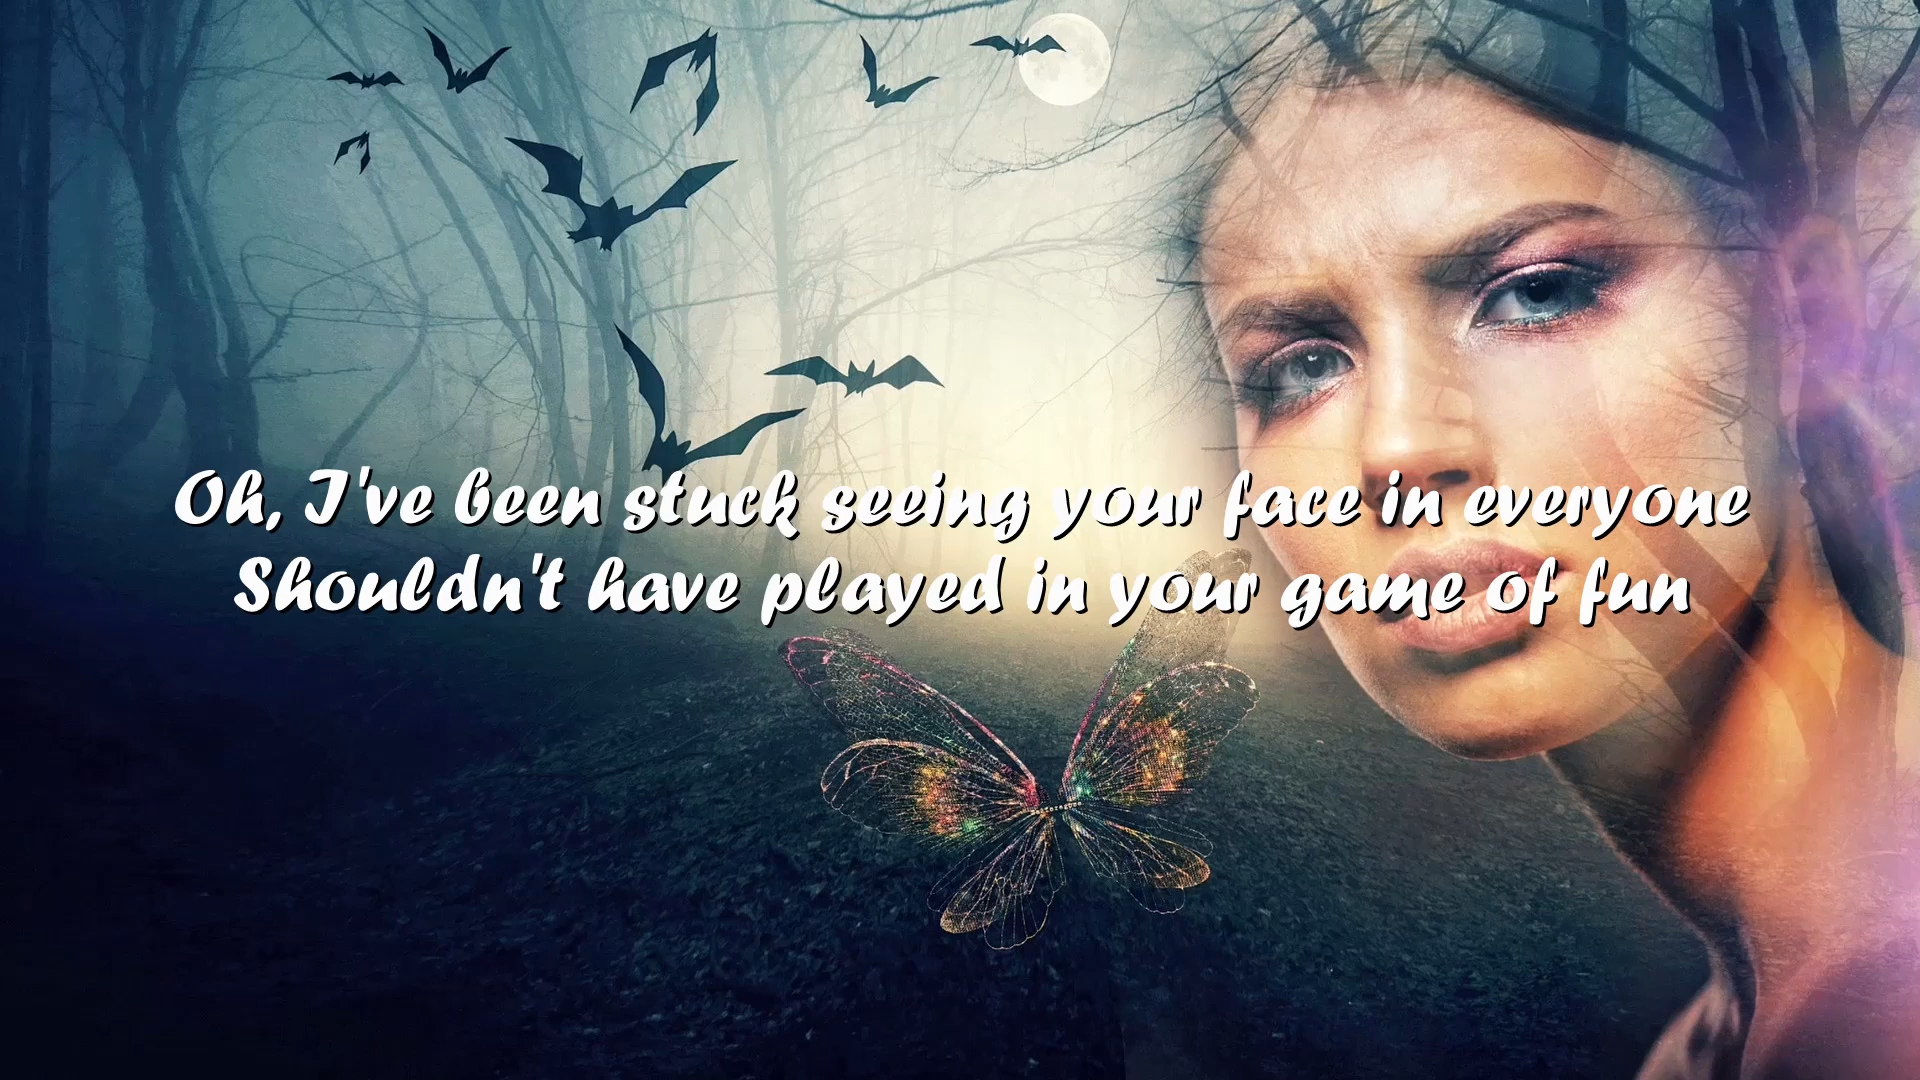 Oh, I've been stuck seeing your face in everyone
Shouldn't have played in your game of fun